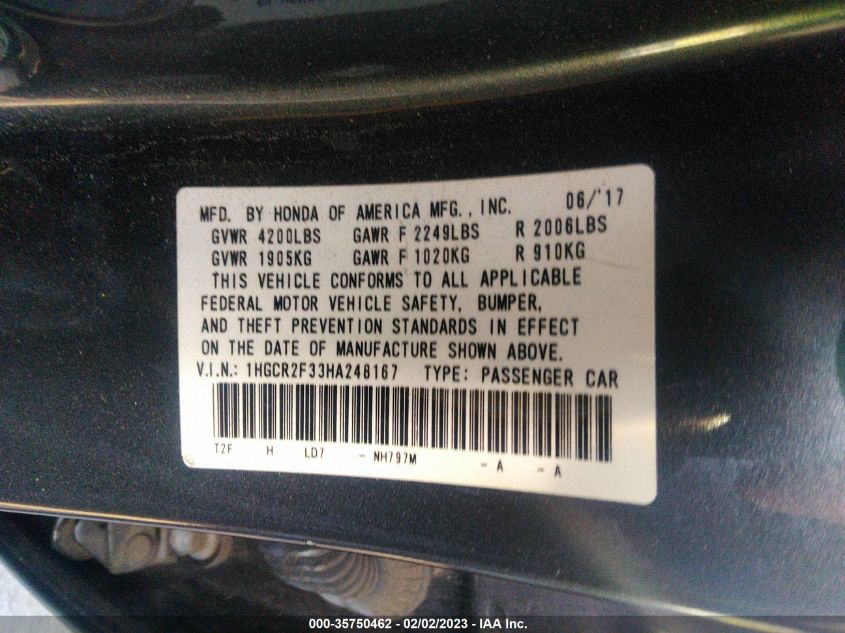 MFD. BY HONDA OF AMERICA MFG., INC. 06/'17
GVWR 4200LBS GAWR F 2249LBS R 2006LBS
GVWR 1905KG GAWR F 1020KG R 910KG
THIS VEHICLE CONFORMS TO ALL APPLICABLE
FEDERAL MOTOR VEHICLE SAFETY, BUMPER,
AND THEFT PREVENTION STANDARDS IN EFFECT
ON THE DATE OF MANUFACTURE SHOWN ABOVE.
V.I.N.: 1HGCR2F33HA248167 TYPE: PASSENGER CAR
T2F H LD7 - NH797M - A - A
000-35750462 - 02/02/2023 - IAA Inc.